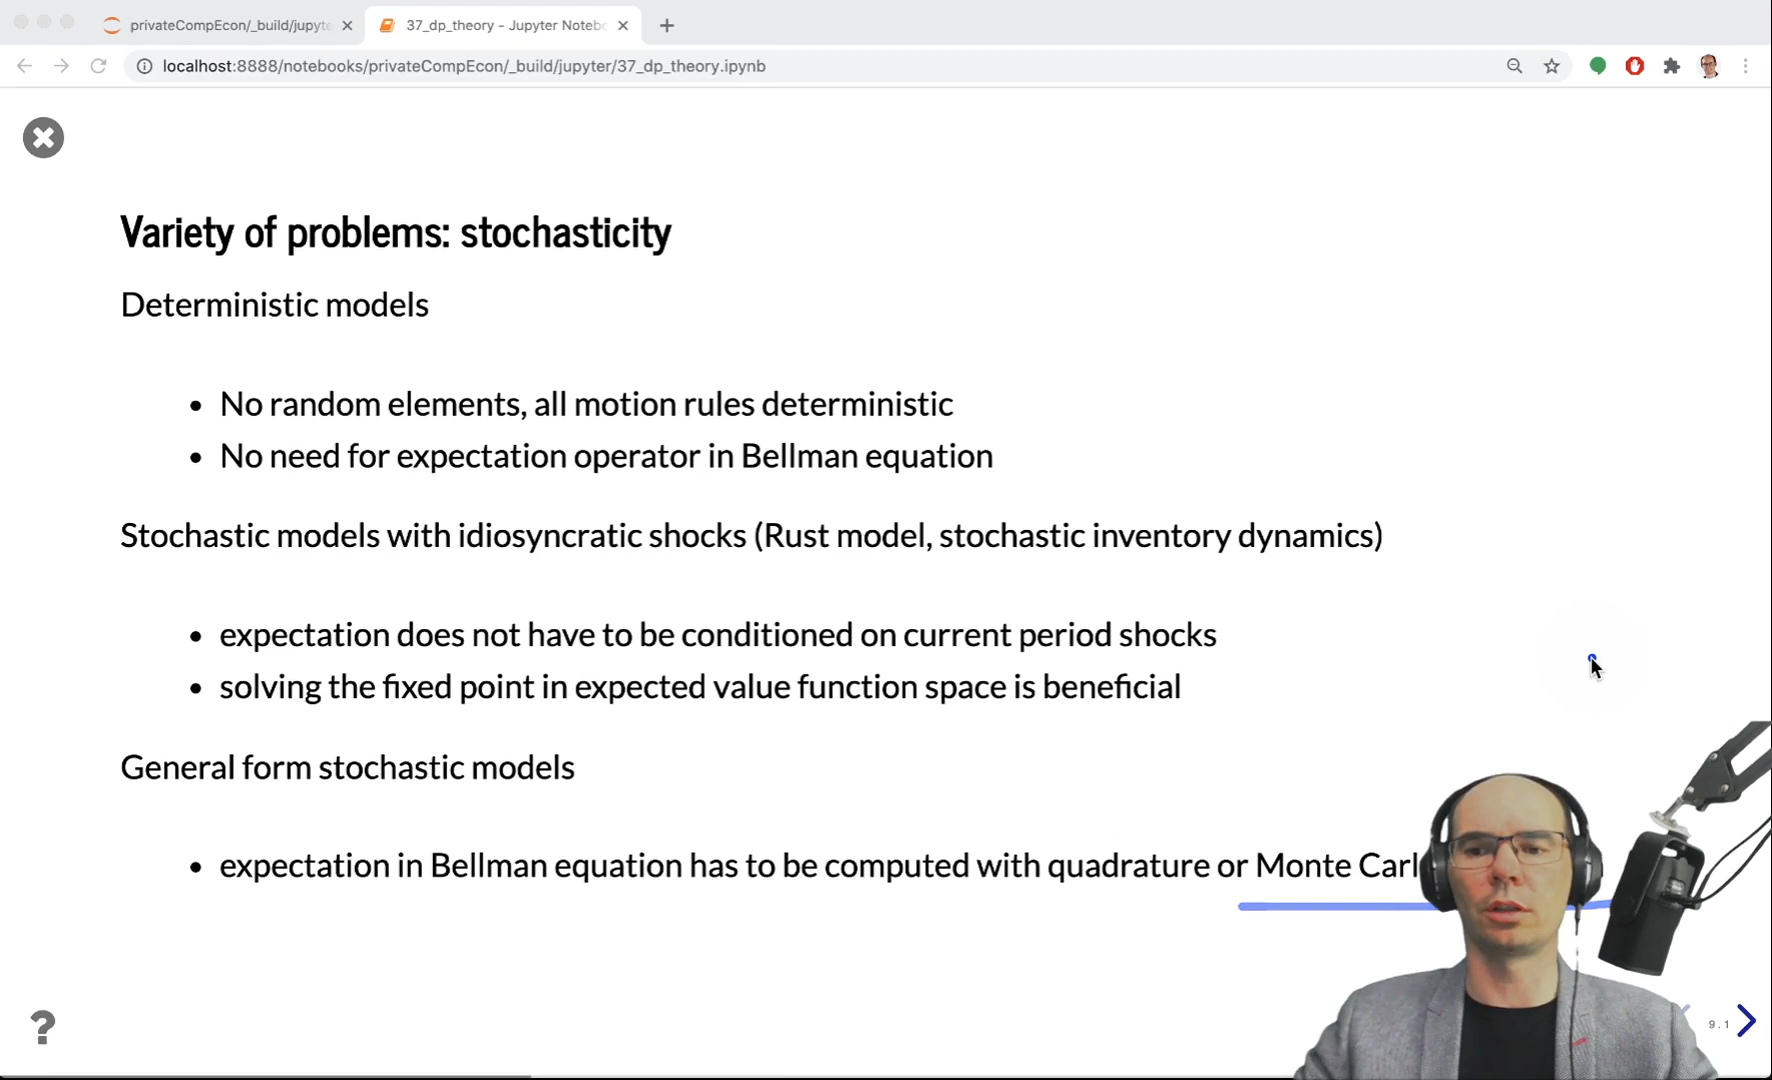 privateCompEcon/_build/jupyte
37_dp_theory - Jupyter Notebo
localhost:8888/notebooks/privateCompEcon/_build/jupyter/37_dp_theory.ipynb
Variety of problems: stochasticity
Deterministic models
• No random elements, all motion rules deterministic
• No need for expectation operator in Bellman equation
Stochastic models with idiosyncratic shocks (Rust model, stochastic inventory dynamics)
• expectation does not have to be conditioned on current period shocks
• solving the fixed point in expected value function space is beneficial
General form stochastic models
• expectation in Bellman equation has to be computed with quadrature or Monte Carl
?
9.1